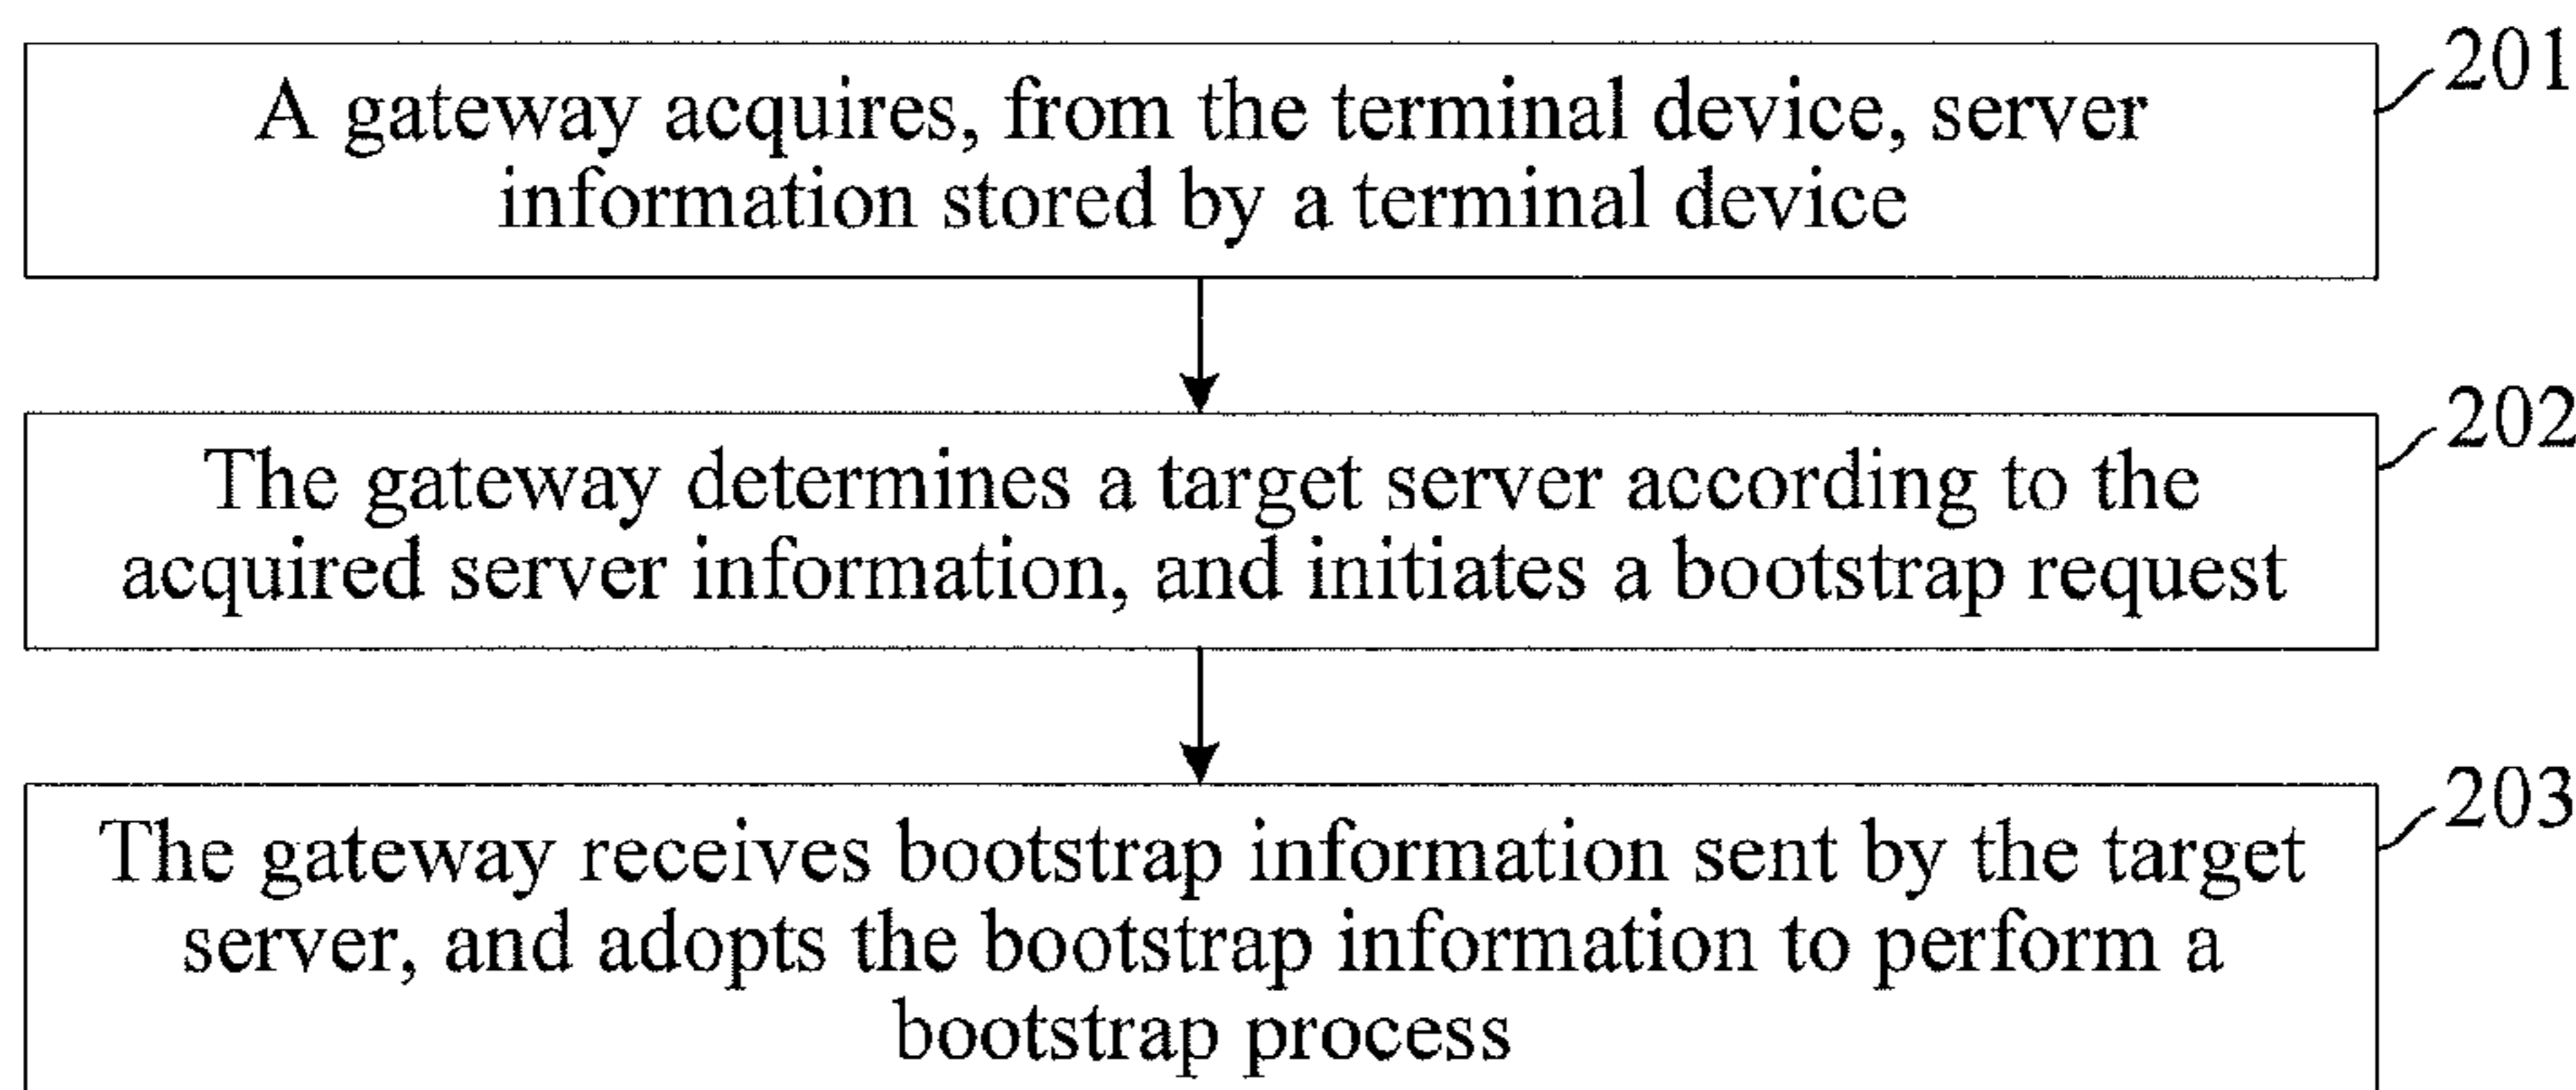 A gateway acquires, from the terminal device, server
information stored by a terminal device
201
The gateway determines a target server according to the
acquired server information, and initiates a bootstrap request
202
The gateway receives bootstrap information sent by the target
server, and adopts the bootstrap information to perform a
bootstrap process
203